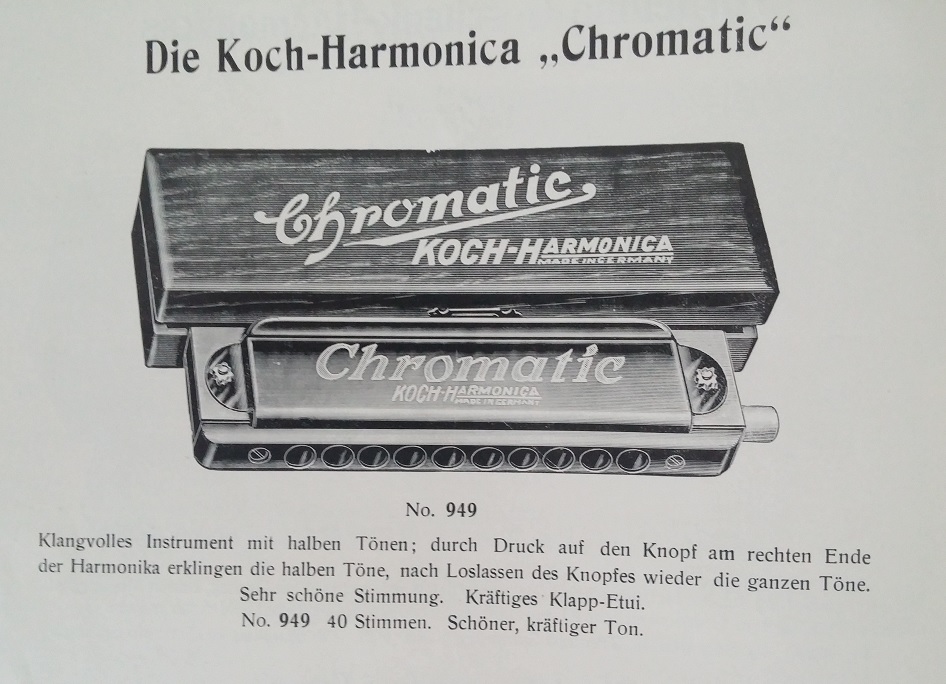 Die Koch-Harmonica „Chromatic“
Chromatic
KOCH-HARMONICA
MADE IN GERMANY
Chromatic
KOCH-HARMONICA
MADE IN GERMANY
No. 949
Klangvolles Instrument mit halben Tönen; durch Druck auf den Knopf am rechten Ende
der Harmonika erklingen die halben Töne, nach Loslassen des Knopfes wieder die ganzen Töne.
Sehr schöne Stimmung. Kräftiges Klapp-Etui.
No. 949 40 Stimmen. Schöner, kräftiger Ton.